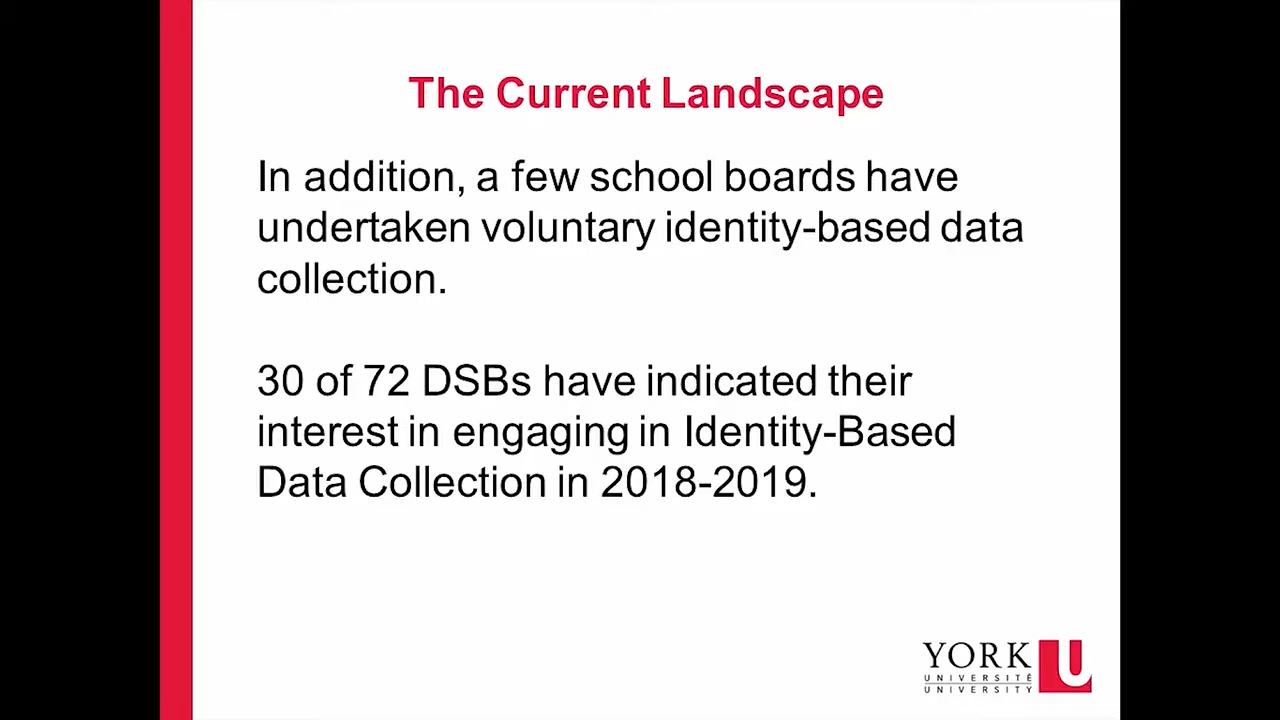 The Current Landscape
In addition, a few school boards have
undertaken voluntary identity-based data
collection.
30 of 72 DSBs have indicated their
interest in engaging in Identity-Based
Data Collection in 2018-2019.
YORK U
UNIVERSITÉ
UNIVERSITY